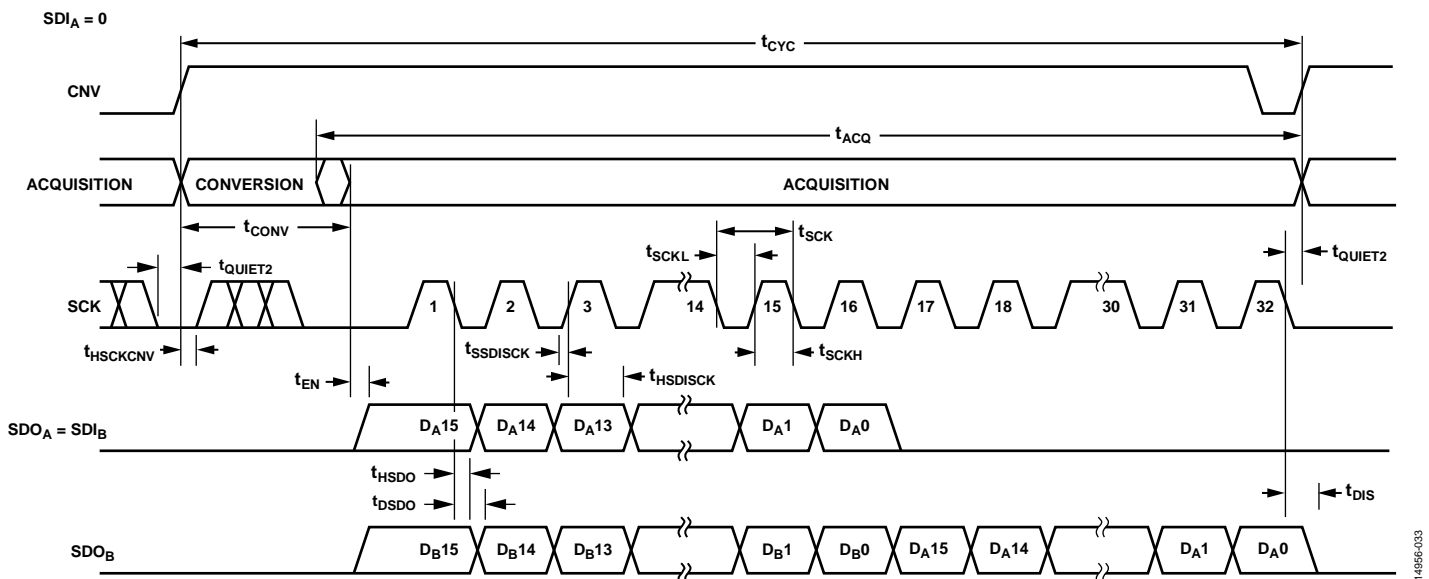 SDIA = 0
tCYC
CNV
tACQ
ACQUISITION CONVERSION ACQUISITION
tCONV
tSCK
tSCKL
tQUIET2 tQUIET2
SCK 1 2 3 14 15 16 17 18 30 31 32
tHSCKCNV tSSDISCK tSCKH
tEN tHSDISCK
SDOA = SDIB DA15 DA14 DA13 DA1 DA0
tHSDO
tDSDO tDIS
SDOB DB15 DB14 DB13 DB1 DB0 DA15 DA14 DA1 DA0
14956-033